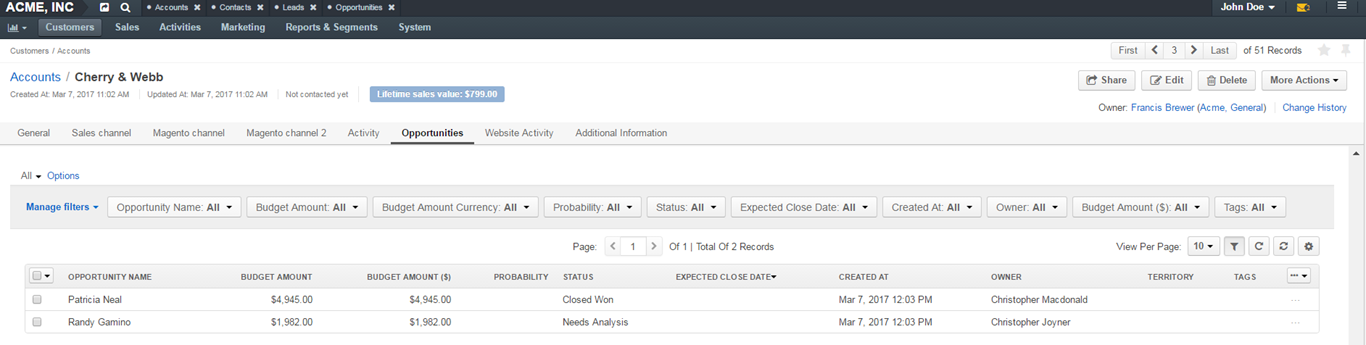 ACME, INC Accounts Contacts Leads Opportunities John Doe
Customers Sales Activities Marketing Reports & Segments System
Customers / Accounts First 3 Last of 51 Records
Accounts / Cherry & Webb Share Edit Delete More Actions
Created At: Mar 7, 2017 11:02 AM Updated At: Mar 7, 2017 11:02 AM Not contacted yet Lifetime sales value: $799.00
Owner: Francis Brewer (Acme, General) Change History
General Sales channel Magento channel Magento channel 2 Activity Opportunities Website Activity Additional Information
All Options
Manage filters Opportunity Name: All Budget Amount: All Budget Amount Currency: All Probability: All Status: All Expected Close Date: All Created At: All Owner: All Budget Amount ($): All Tags: All
Page: 1 Of 1 | Total Of 2 Records View Per Page: 10
OPPORTUNITY NAME BUDGET AMOUNT BUDGET AMOUNT ($) PROBABILITY STATUS EXPECTED CLOSE DATE CREATED AT OWNER TERRITORY TAGS
Patricia Neal $4,945.00 $4,945.00 Closed Won Mar 7, 2017 12:03 PM Christopher Macdonald
Randy Gamino $1,982.00 $1,982.00 Needs Analysis Mar 7, 2017 12:03 PM Christopher Joyner